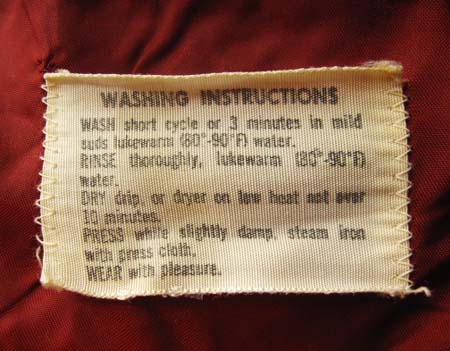 WASHING INSTRUCTIONS
WASH short cycle or 3 minutes in mild
suds lukewarm (80°-90°F) water.
RINSE thoroughly, lukewarm (80°-90°F)
water.
DRY drip, or dryer on low heat not over
10 minutes.
PRESS while slightly damp, steam iron
with press cloth.
WEAR with pleasure.